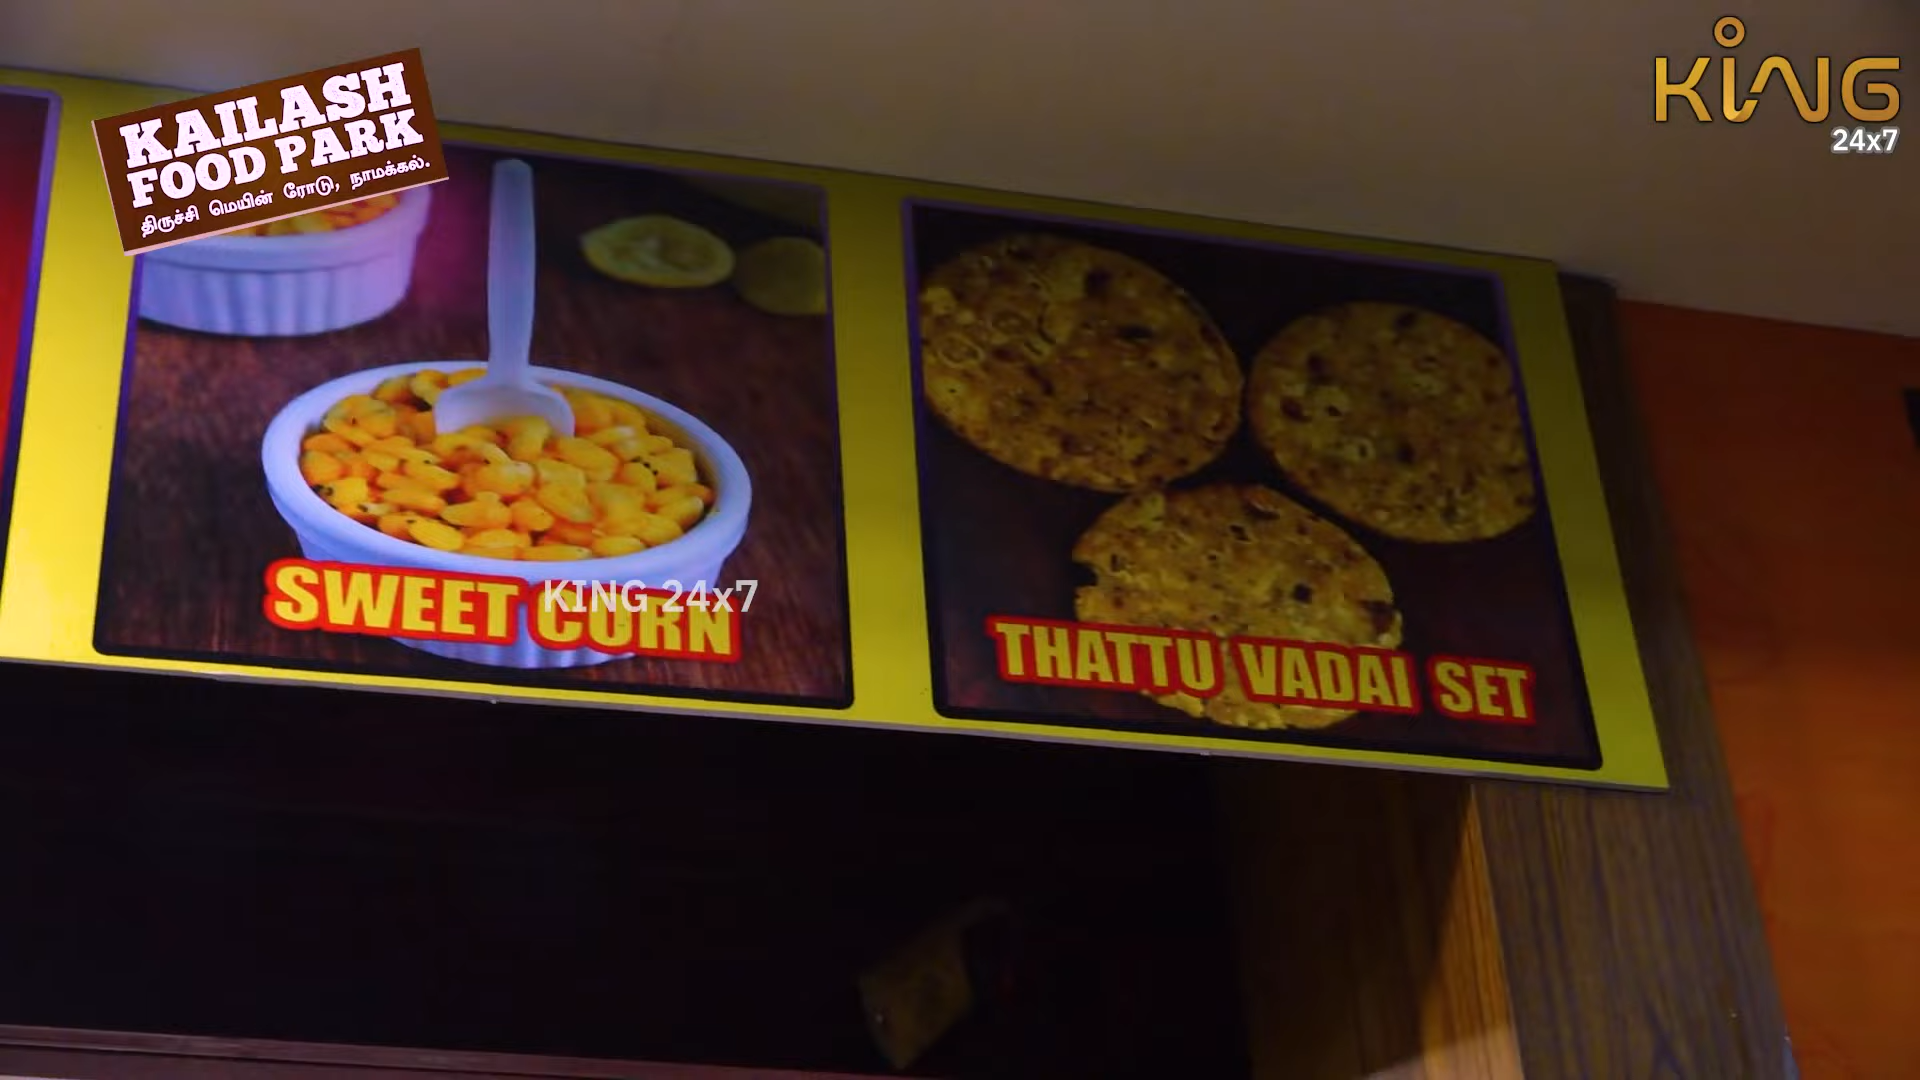 KAILASH
FOOD PARK
திருச்சி மெயின் ரோடு, நாமக்கல்.
KING
24x7
SWEET CORN
KING 24x7
THATTU VADAI SET